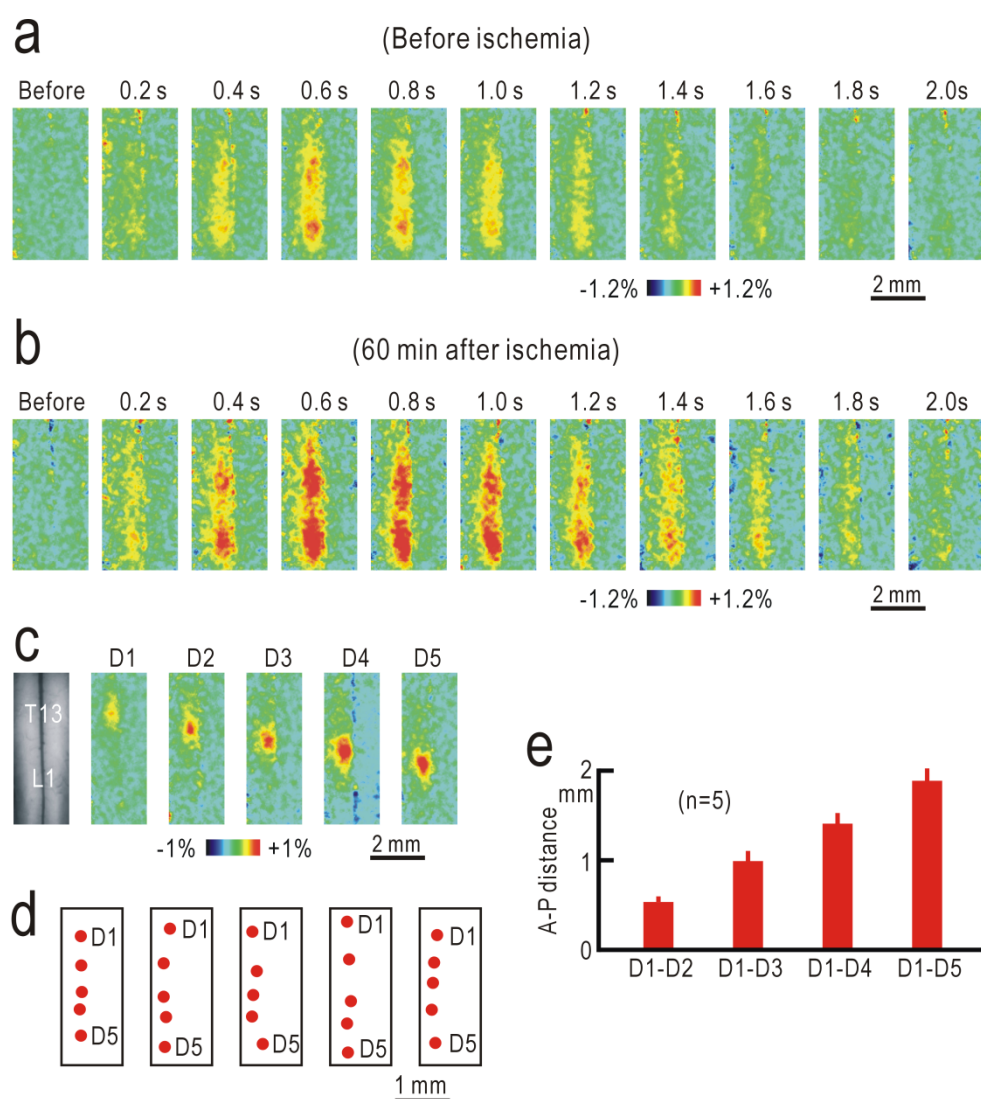 a
(Before ischemia)
Before 0.2 s 0.4 s 0.6 s 0.8 s 1.0 s 1.2 s 1.4 s 1.6 s 1.8 s 2.0s
-1.2% +1.2% 2 mm
b
(60 min after ischemia)
Before 0.2 s 0.4 s 0.6 s 0.8 s 1.0 s 1.2 s 1.4 s 1.6 s 1.8 s 2.0s
-1.2% +1.2% 2 mm
c
D1 D2 D3 D4 D5
T13
L1
-1% +1% 2 mm
d
D1 D1 D1 D1 D1
D5 D5 D5 D5 D5
1 mm
e
A-P distance
2
mm
1
0
(n=5)
D1-D2 D1-D3 D1-D4 D1-D5